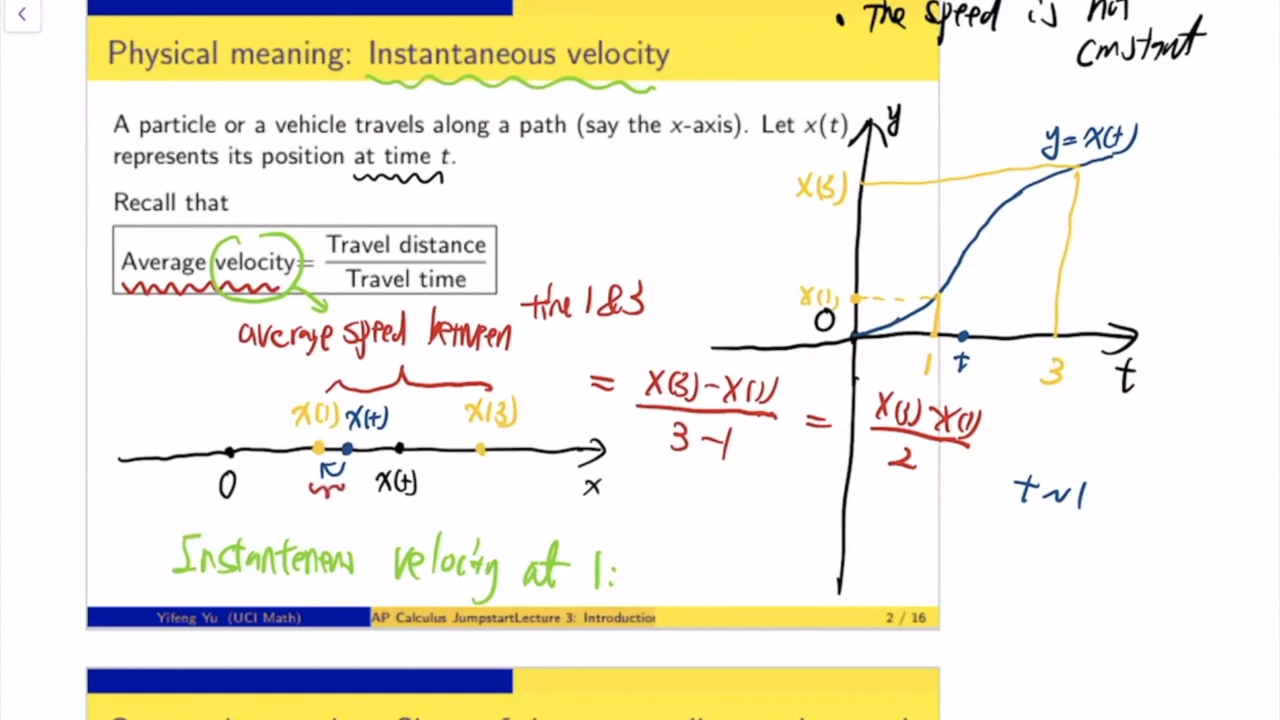 • The speed is not
constant
Physical meaning: Instantaneous velocity
A particle or a vehicle travels along a path (say the x-axis). Let x(t)
represents its position at time t.
Recall that
Average velocity= Travel distance
Travel time
average speed between time 1 & 3
= X(3)-X(1)
3-1
= X(3)-X(1)
2
X(1) X(t) X(3)
0 X(t) x
y
y=X(t)
X(3)
X(1)
0
1 t 3 t
t~1
Instanteneous velocity at 1:
Yifeng Yu (UCI Math) AP Calculus JumpstartLecture 3: Introduction 2 / 16